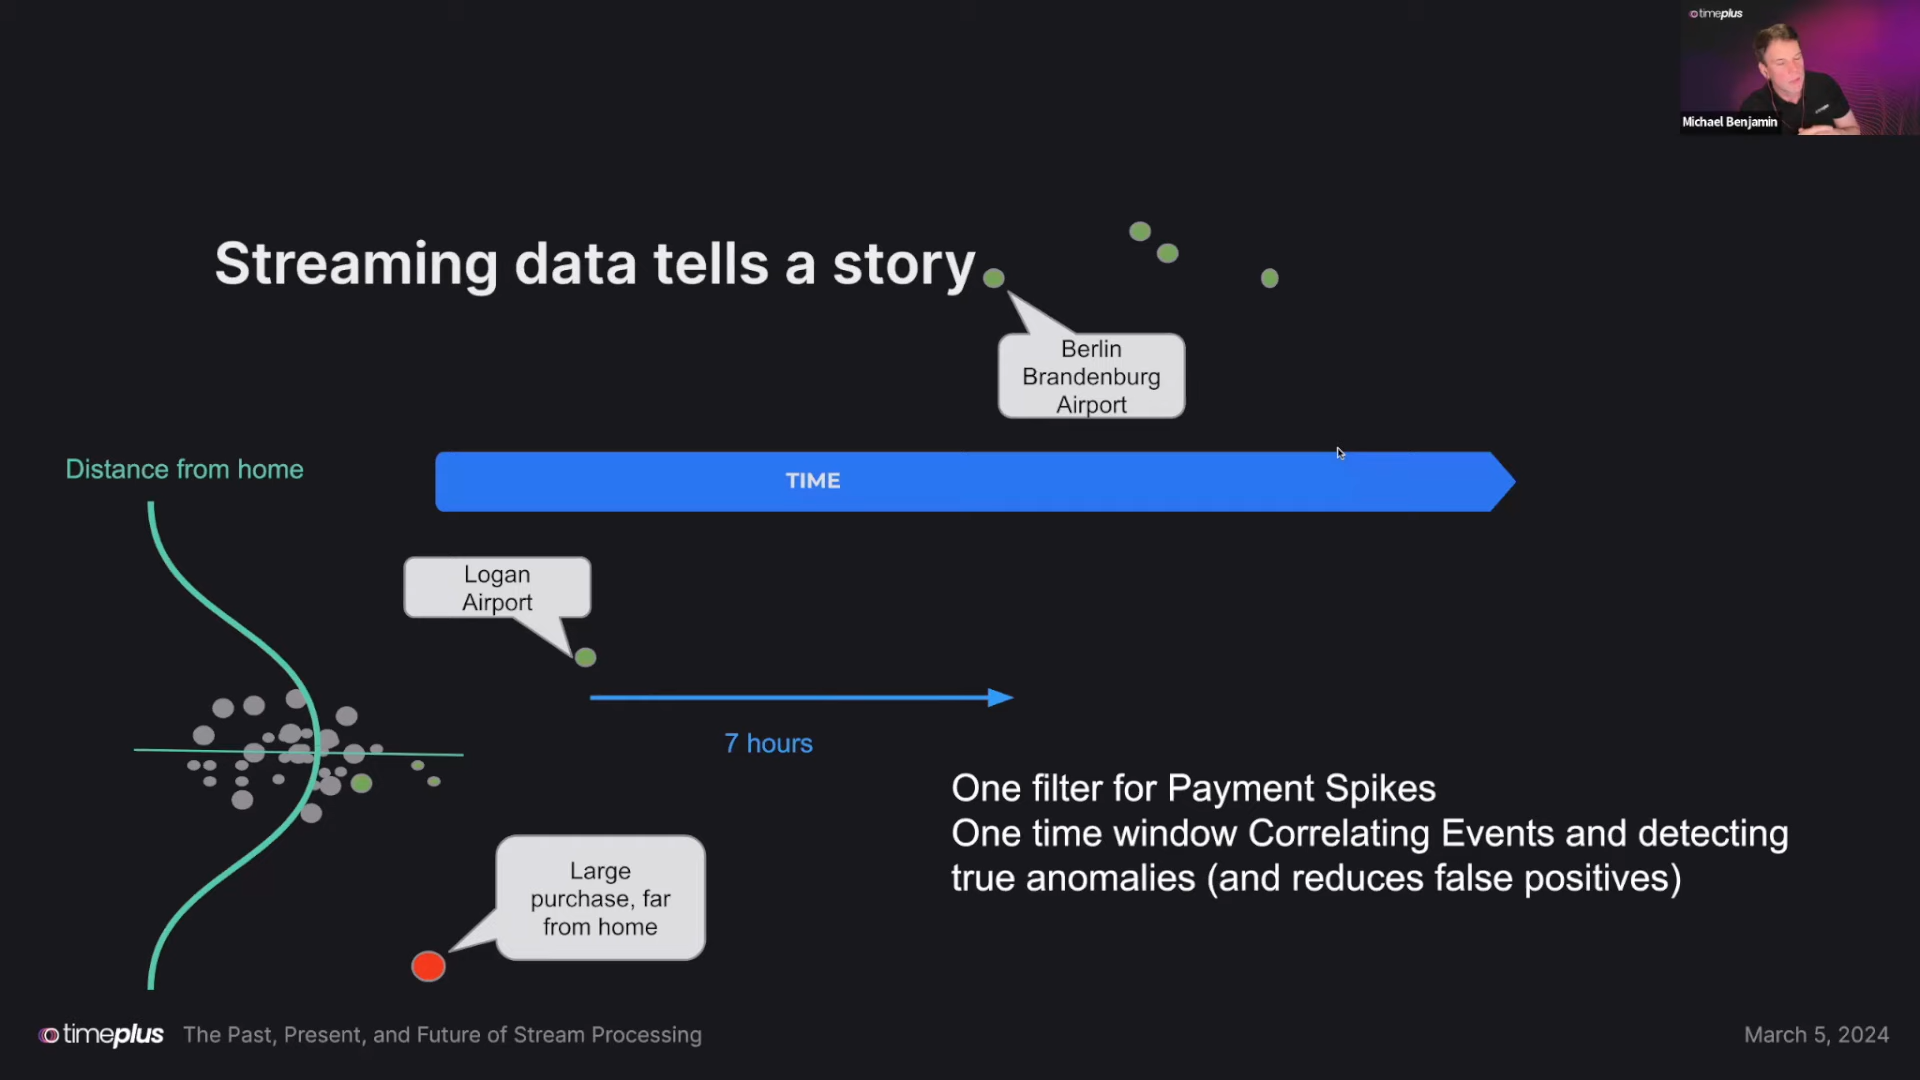 timeplus
Michael Benjamin
Streaming data tells a story
Berlin
Brandenburg
Airport
Distance from home
TIME
Logan
Airport
7 hours
One filter for Payment Spikes
One time window Correlating Events and detecting
true anomalies (and reduces false positives)
Large
purchase, far
from home
timeplus The Past, Present, and Future of Stream Processing
March 5, 2024